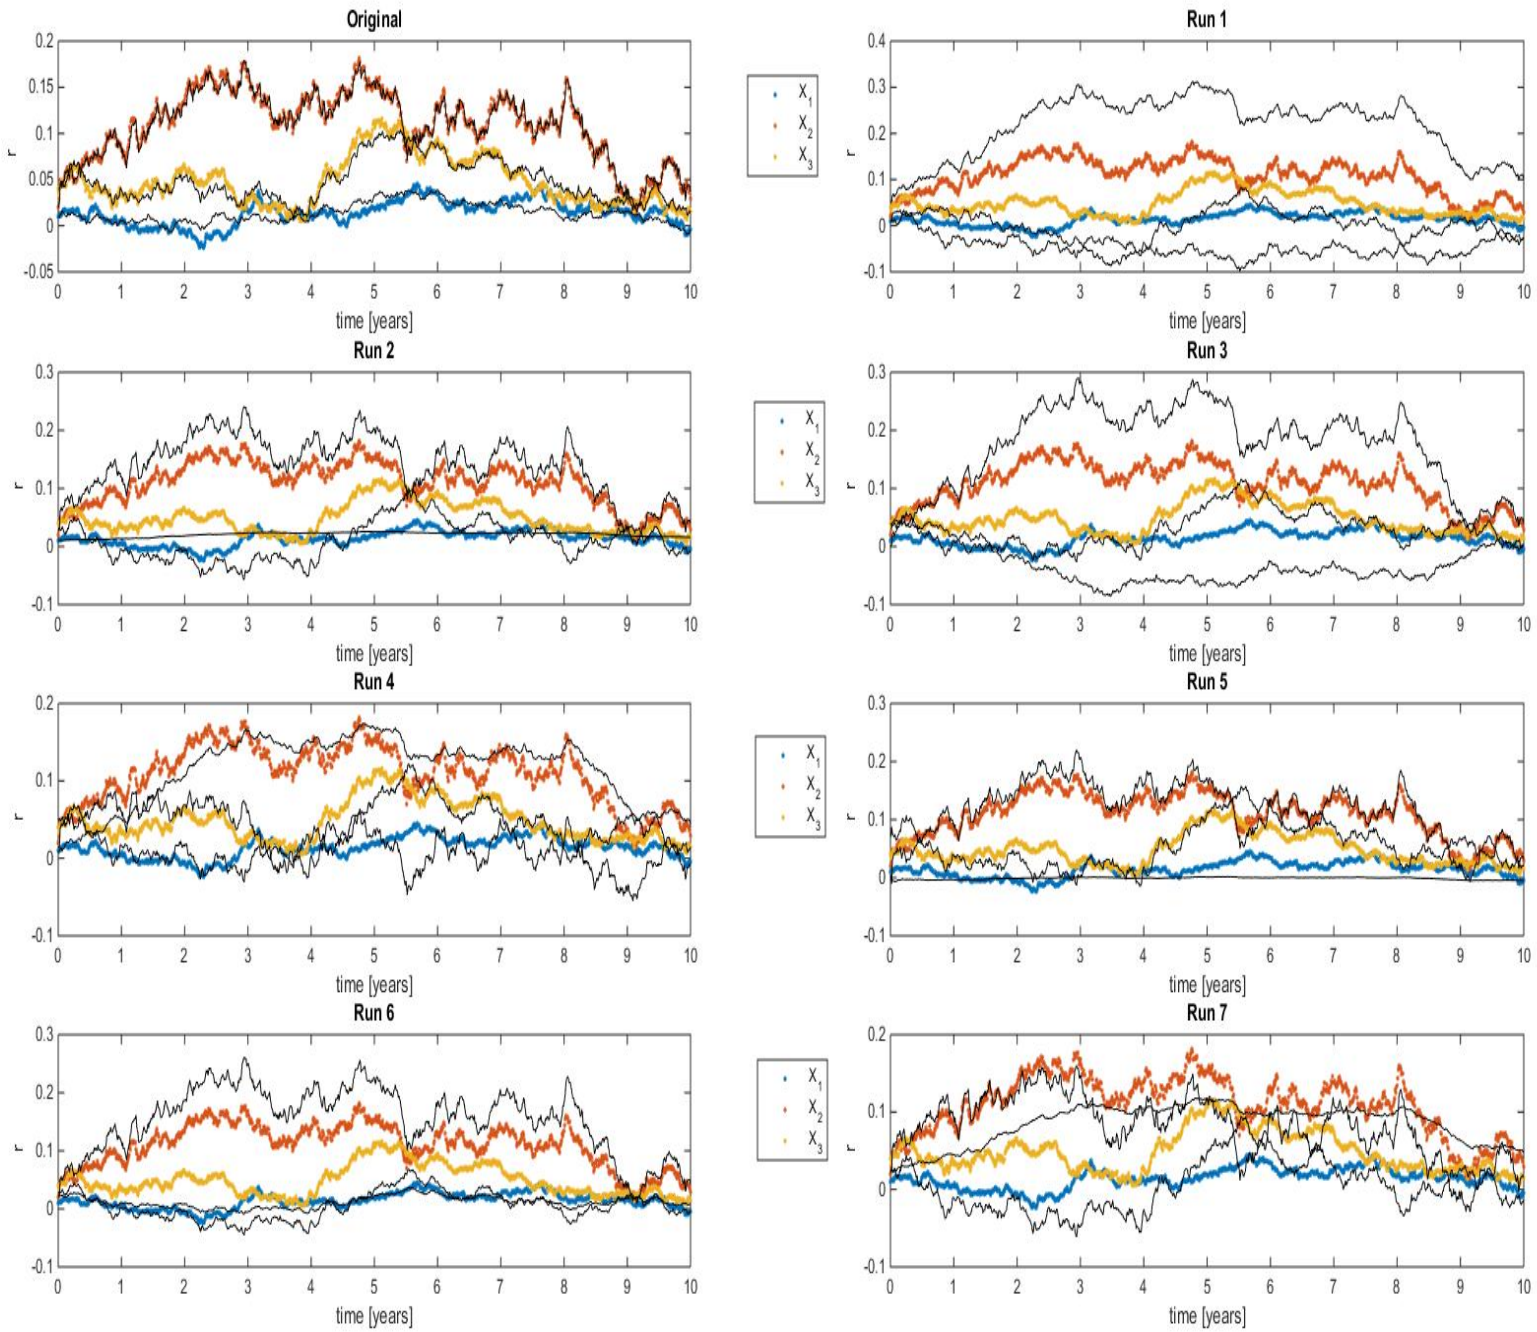 Original
0.2
0.15
0.1
0.05
0
-0.05
r
0 1 2 3 4 5 6 7 8 9 10
time [years]
X1
X2
X3
Run 1
0.4
0.3
0.2
0.1
0
-0.1
r
0 1 2 3 4 5 6 7 8 9 10
time [years]
Run 2
0.3
0.2
0.1
0
-0.1
r
0 1 2 3 4 5 6 7 8 9 10
time [years]
X1
X2
X3
Run 3
0.3
0.2
0.1
0
-0.1
r
0 1 2 3 4 5 6 7 8 9 10
time [years]
Run 4
0.2
0.1
0
-0.1
r
0 1 2 3 4 5 6 7 8 9 10
time [years]
X1
X2
X3
Run 5
0.3
0.2
0.1
0
-0.1
r
0 1 2 3 4 5 6 7 8 9 10
time [years]
Run 6
0.3
0.2
0.1
0
-0.1
r
0 1 2 3 4 5 6 7 8 9 10
time [years]
X1
X2
X3
Run 7
0.2
0.1
0
-0.1
r
0 1 2 3 4 5 6 7 8 9 10
time [years]